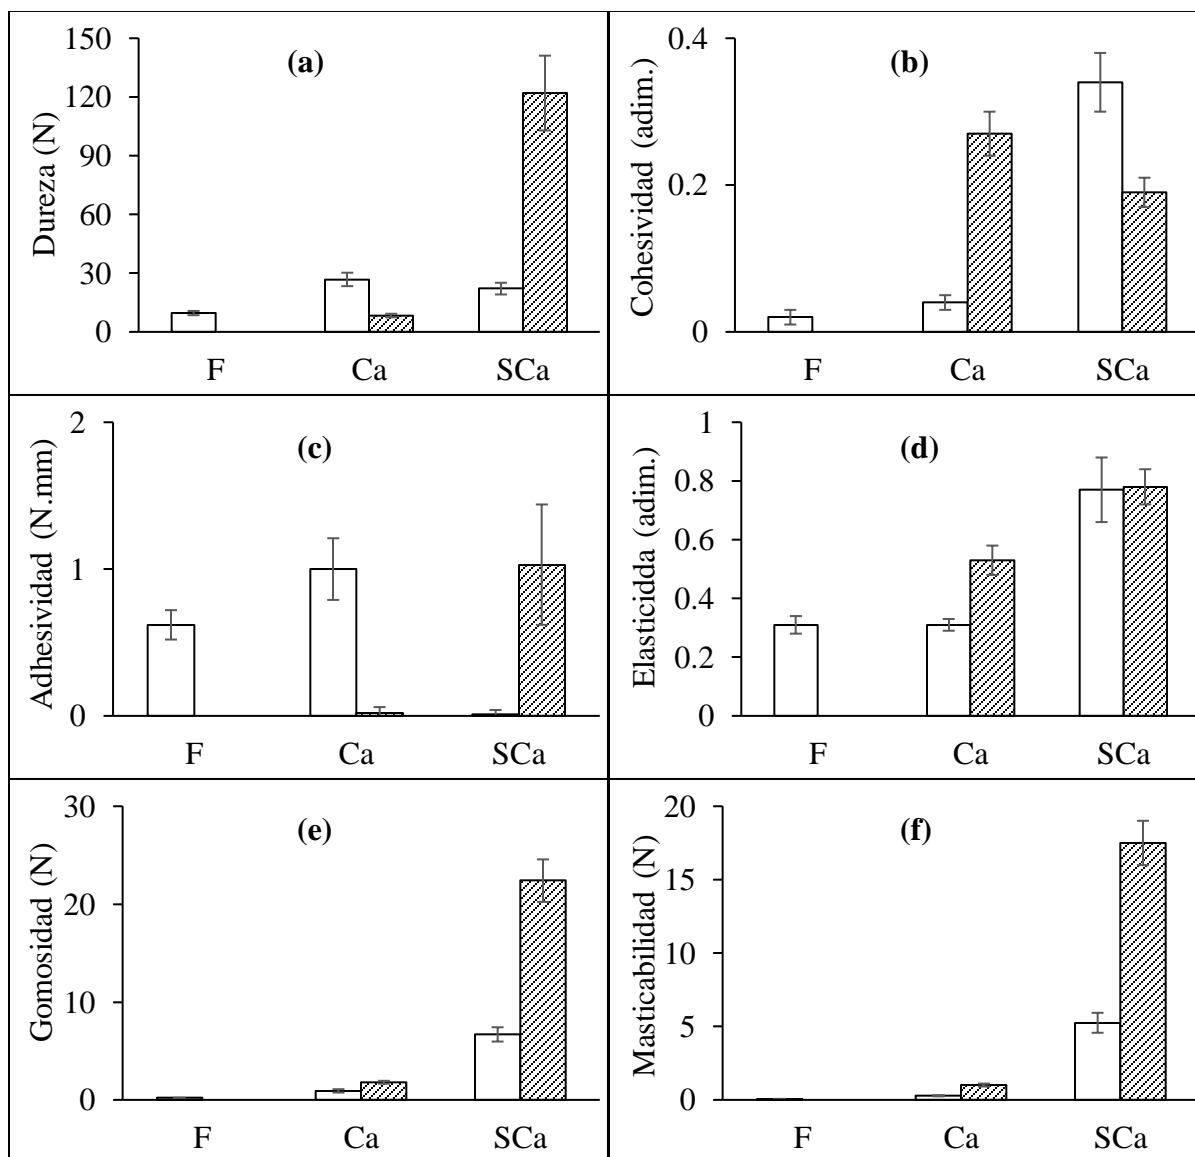 (a)
Dureza (N)
150
120
90
60
30
0
F Ca SCa
(b)
Cohesividad (adim.)
0.4
0.2
0
F Ca SCa
(c)
Adhesividad (N.mm)
2
1
0
F Ca SCa
(d)
Elasticidda (adim.)
1
0.8
0.6
0.4
0.2
0
F Ca SCa
(e)
Gomosidad (N)
30
20
10
0
F Ca SCa
(f)
Masticabilidad (N)
20
15
10
5
0
F Ca SCa